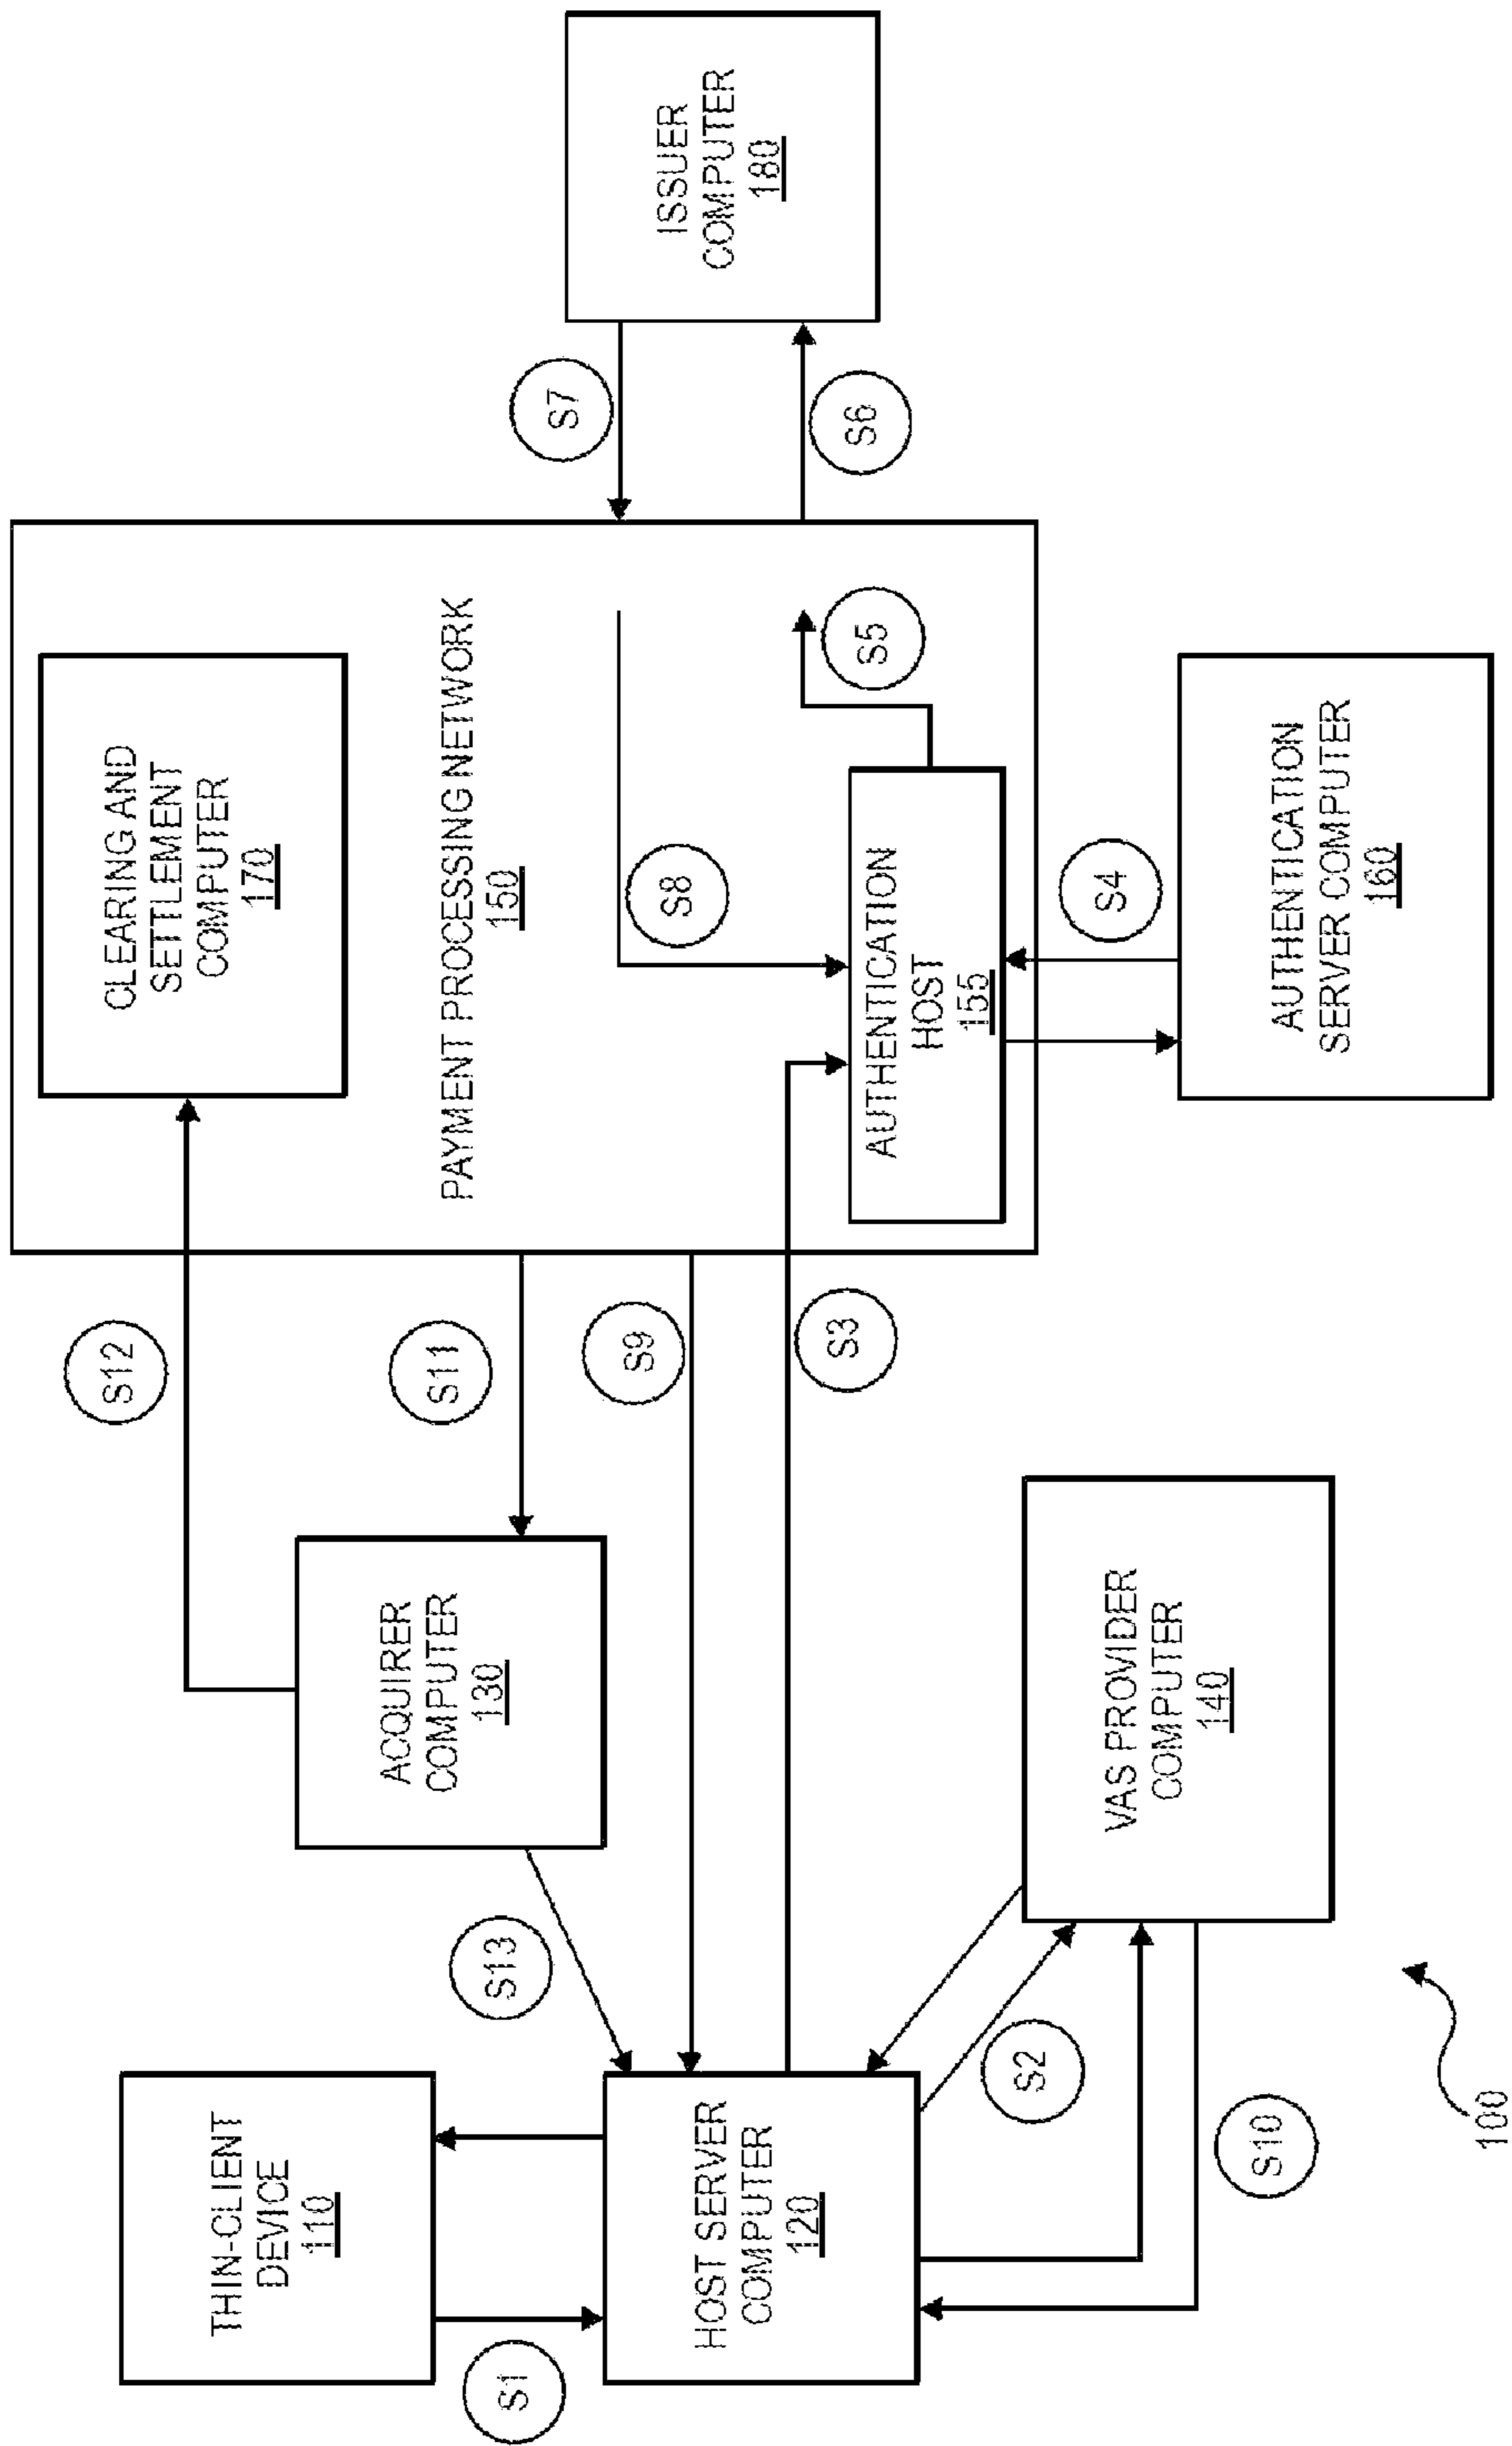 THIN-CLIENT
DEVICE
110
S1
HOST SERVER
COMPUTER
120
S13
S2
S10
ACQUIRER
COMPUTER
130
VAS PROVIDER
COMPUTER
140
S12
S11
S9
S3
CLEARING AND
SETTLEMENT
COMPUTER
170
PAYMENT PROCESSING NETWORK
150
S8
S5
AUTHENTICATION
HOST
155
S4
AUTHENTICATION
SERVER COMPUTER
160
S7
S6
ISSUER
COMPUTER
180
100